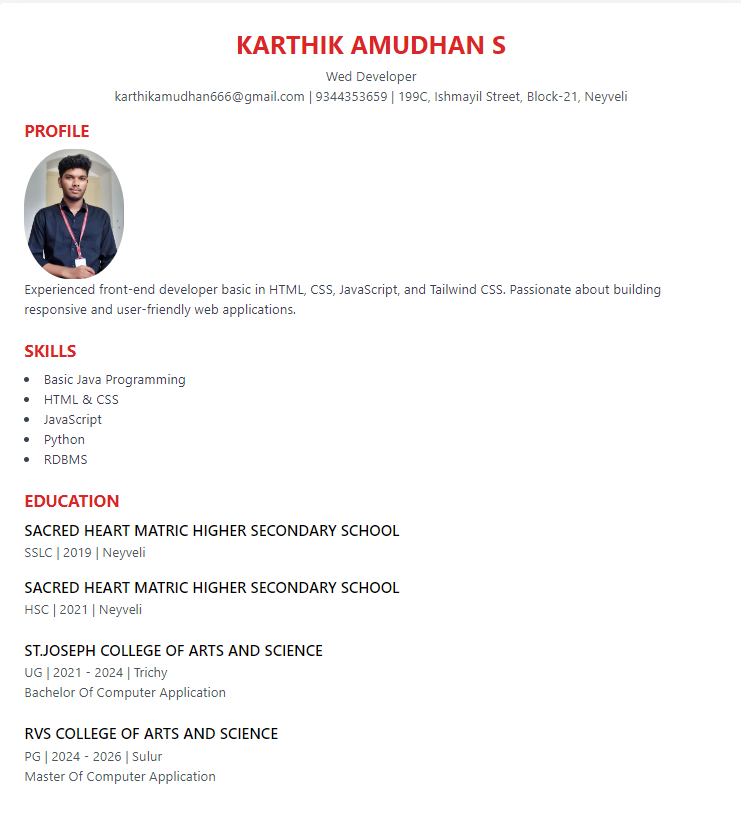 KARTHIK AMUDHAN S
Wed Developer
karthikamudhan666@gmail.com | 9344353659 | 199C, Ishmayil Street, Block-21, Neyveli
PROFILE
Experienced front-end developer basic in HTML, CSS, JavaScript, and Tailwind CSS. Passionate about building
responsive and user-friendly web applications.
SKILLS
• Basic Java Programming
• HTML & CSS
• JavaScript
• Python
• RDBMS
EDUCATION
SACRED HEART MATRIC HIGHER SECONDARY SCHOOL
SSLC | 2019 | Neyveli
SACRED HEART MATRIC HIGHER SECONDARY SCHOOL
HSC | 2021 | Neyveli
ST.JOSEPH COLLEGE OF ARTS AND SCIENCE
UG | 2021 - 2024 | Trichy
Bachelor Of Computer Application
RVS COLLEGE OF ARTS AND SCIENCE
PG | 2024 - 2026 | Sulur
Master Of Computer Application